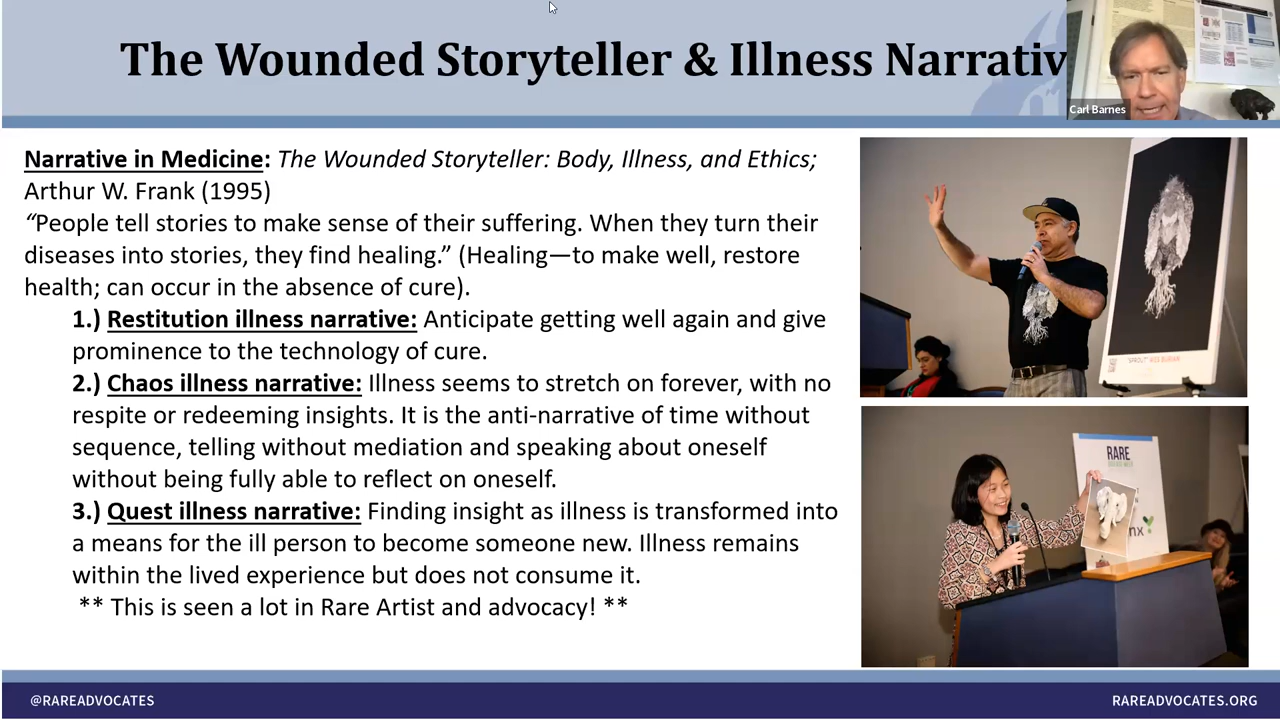 The Wounded Storyteller & Illness Narrativ
Carl Barnes
Narrative in Medicine: The Wounded Storyteller: Body, Illness, and Ethics;
Arthur W. Frank (1995)
“People tell stories to make sense of their suffering. When they turn their
diseases into stories, they find healing.” (Healing—to make well, restore
health; can occur in the absence of cure).
1.) Restitution illness narrative: Anticipate getting well again and give
prominence to the technology of cure.
2.) Chaos illness narrative: Illness seems to stretch on forever, with no
respite or redeeming insights. It is the anti-narrative of time without
sequence, telling without mediation and speaking about oneself
without being fully able to reflect on oneself.
3.) Quest illness narrative: Finding insight as illness is transformed into
a means for the ill person to become someone new. Illness remains
within the lived experience but does not consume it.
** This is seen a lot in Rare Artist and advocacy! **
RARE
nx
@RAREADVOCATES
RAREADVOCATES.ORG